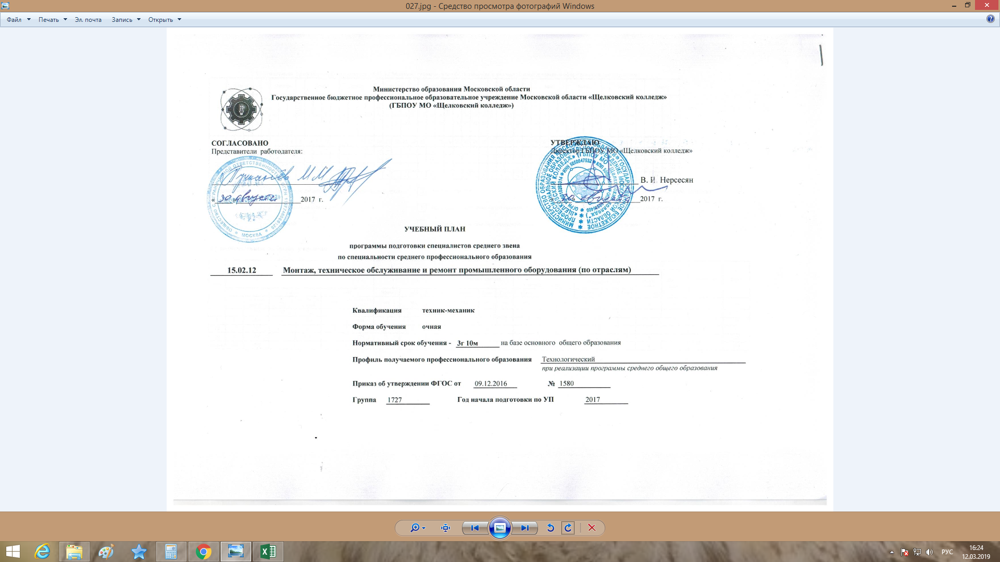 027.jpg - Средство просмотра фотографий Windows
Файл Печать Эл. почта Запись Открыть
Министерство образования Московской области
Государственное бюджетное профессиональное образовательное учреждение Московской области «Щелковский колледж»
(ГБПОУ МО «Щелковский колледж»)
СОГЛАСОВАНО
Представители работодателя:
УТВЕРЖДАЮ
Директор ГБПОУ МО «Щелковский колледж»
В. И. Нерсесян
« 30 » августа 2017 г.
« 30 » августа 2017 г.
МОСКВА
УЧЕБНЫЙ ПЛАН
программы подготовки специалистов среднего звена
по специальности среднего профессионального образования
15.02.12 Монтаж, техническое обслуживание и ремонт промышленного оборудования (по отраслям)
Квалификация техник-механик
Форма обучения очная
Нормативный срок обучения - 3г 10м на базе основного общего образования
Профиль получаемого профессионального образования Технологический
при реализации программы среднего общего образования
Приказ об утверждении ФГОС от 09.12.2016 № 1580
Группа 1727 Год начала подготовки по УП 2017
РУС
16:24
12.03.2019